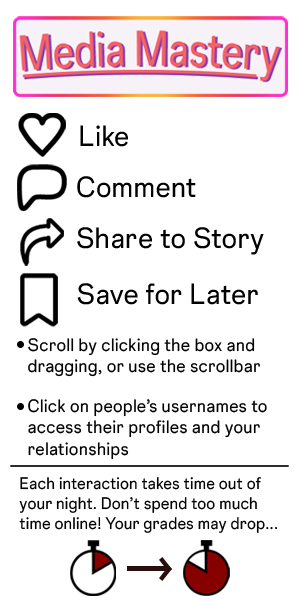 Media Mastery
Like
Comment
Share to Story
Save for Later
• Scroll by clicking the box and
dragging, or use the scrollbar
• Click on people's usernames to
access their profiles and your
relationships
Each interaction takes time out of
your night. Don't spend too much
time online! Your grades may drop...